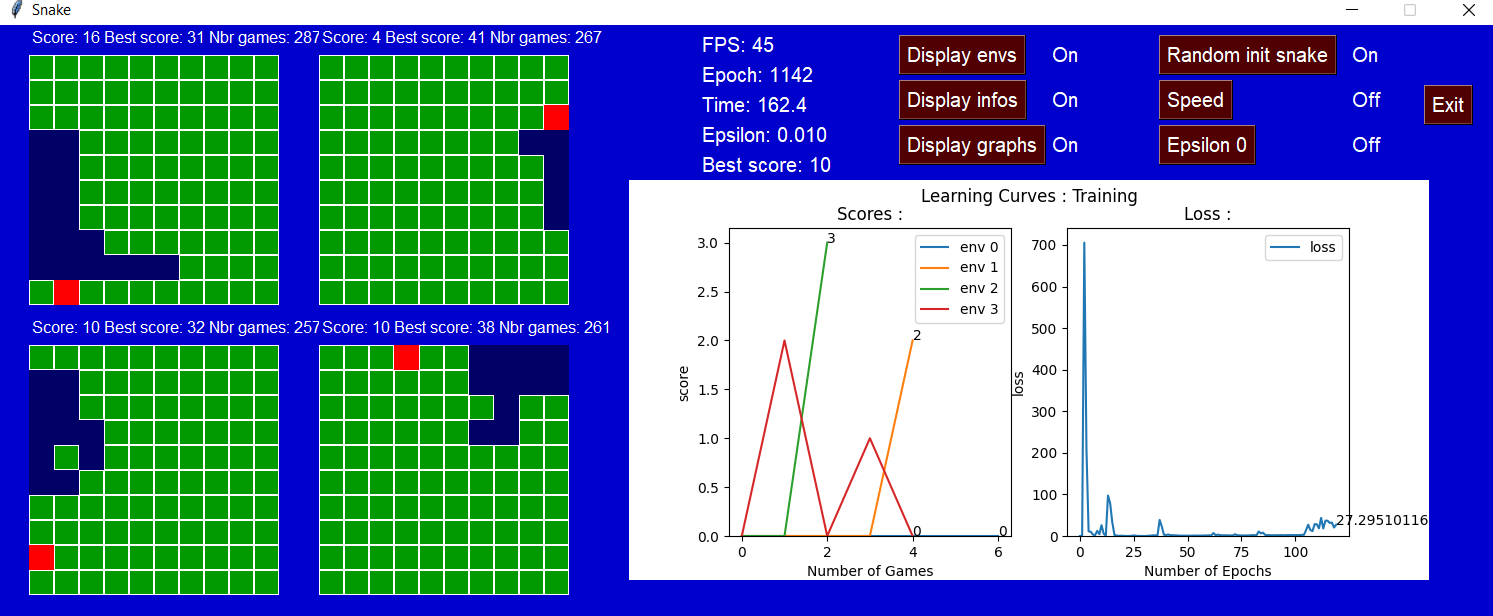 Snake
Score: 16 Best score: 31 Nbr games: 287
Score: 4 Best score: 41 Nbr games: 267
Score: 10 Best score: 32 Nbr games: 257
Score: 10 Best score: 38 Nbr games: 261
FPS: 45
Epoch: 1142
Time: 162.4
Epsilon: 0.010
Best score: 10
Display envs On
Display infos On
Display graphs On
Random init snake On
Speed Off
Epsilon 0 Off
Exit
Learning Curves : Training
Scores :
3.0
2.5
2.0
1.5
1.0
0.5
0.0
score
3
2
0
0
env 0
env 1
env 2
env 3
0 2 4 6
Number of Games
Loss :
700
600
500
400
300
200
100
0
loss
loss
27.29510116
0 25 50 75 100
Number of Epochs